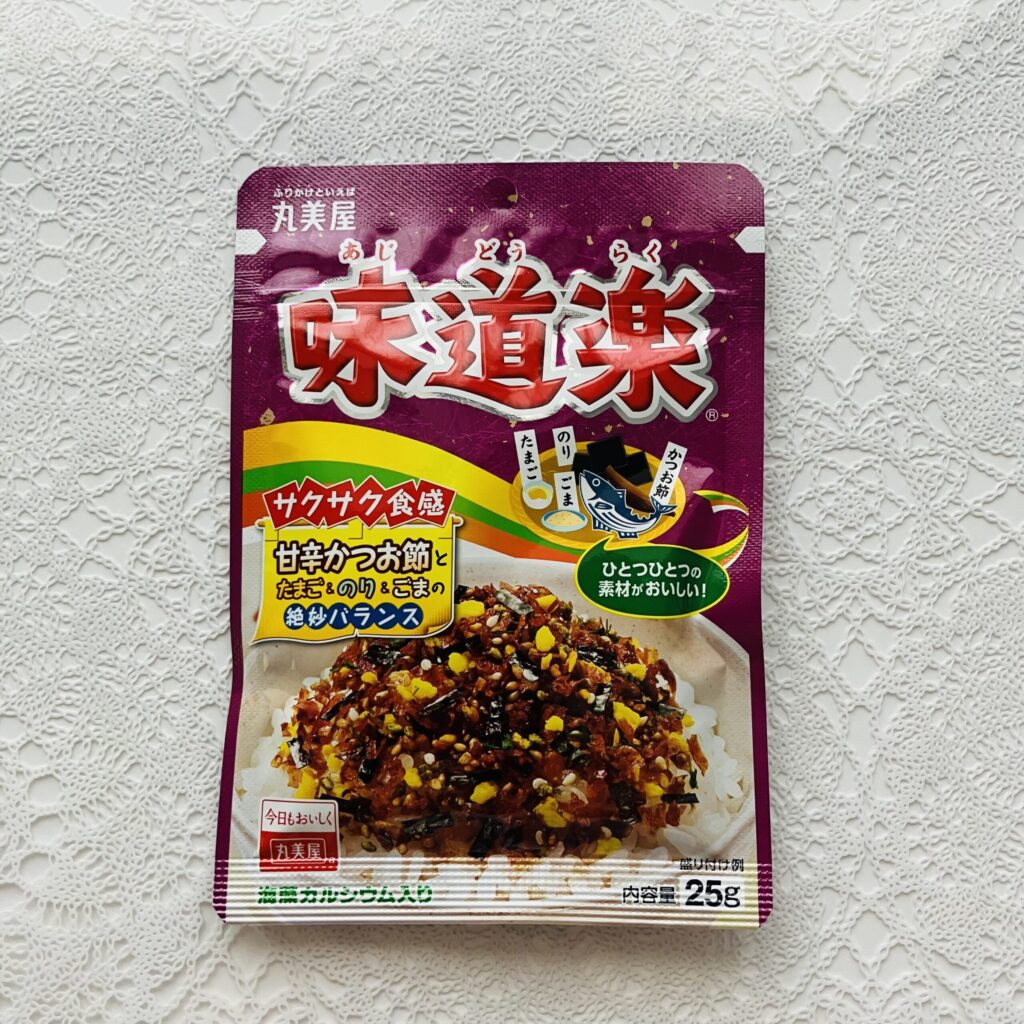 ふりかけといえば
丸美屋
あじ どう らく
味道楽
®
たまご
のり
ごま
かつお節
サクサク食感
甘辛かつお節と
たまご&のり&ごまの
絶妙バランス
ひとつひとつの
素材がおいしい!
今日もおいしく
丸美屋
盛り付け例
海藻カルシウム入り
内容量 25g